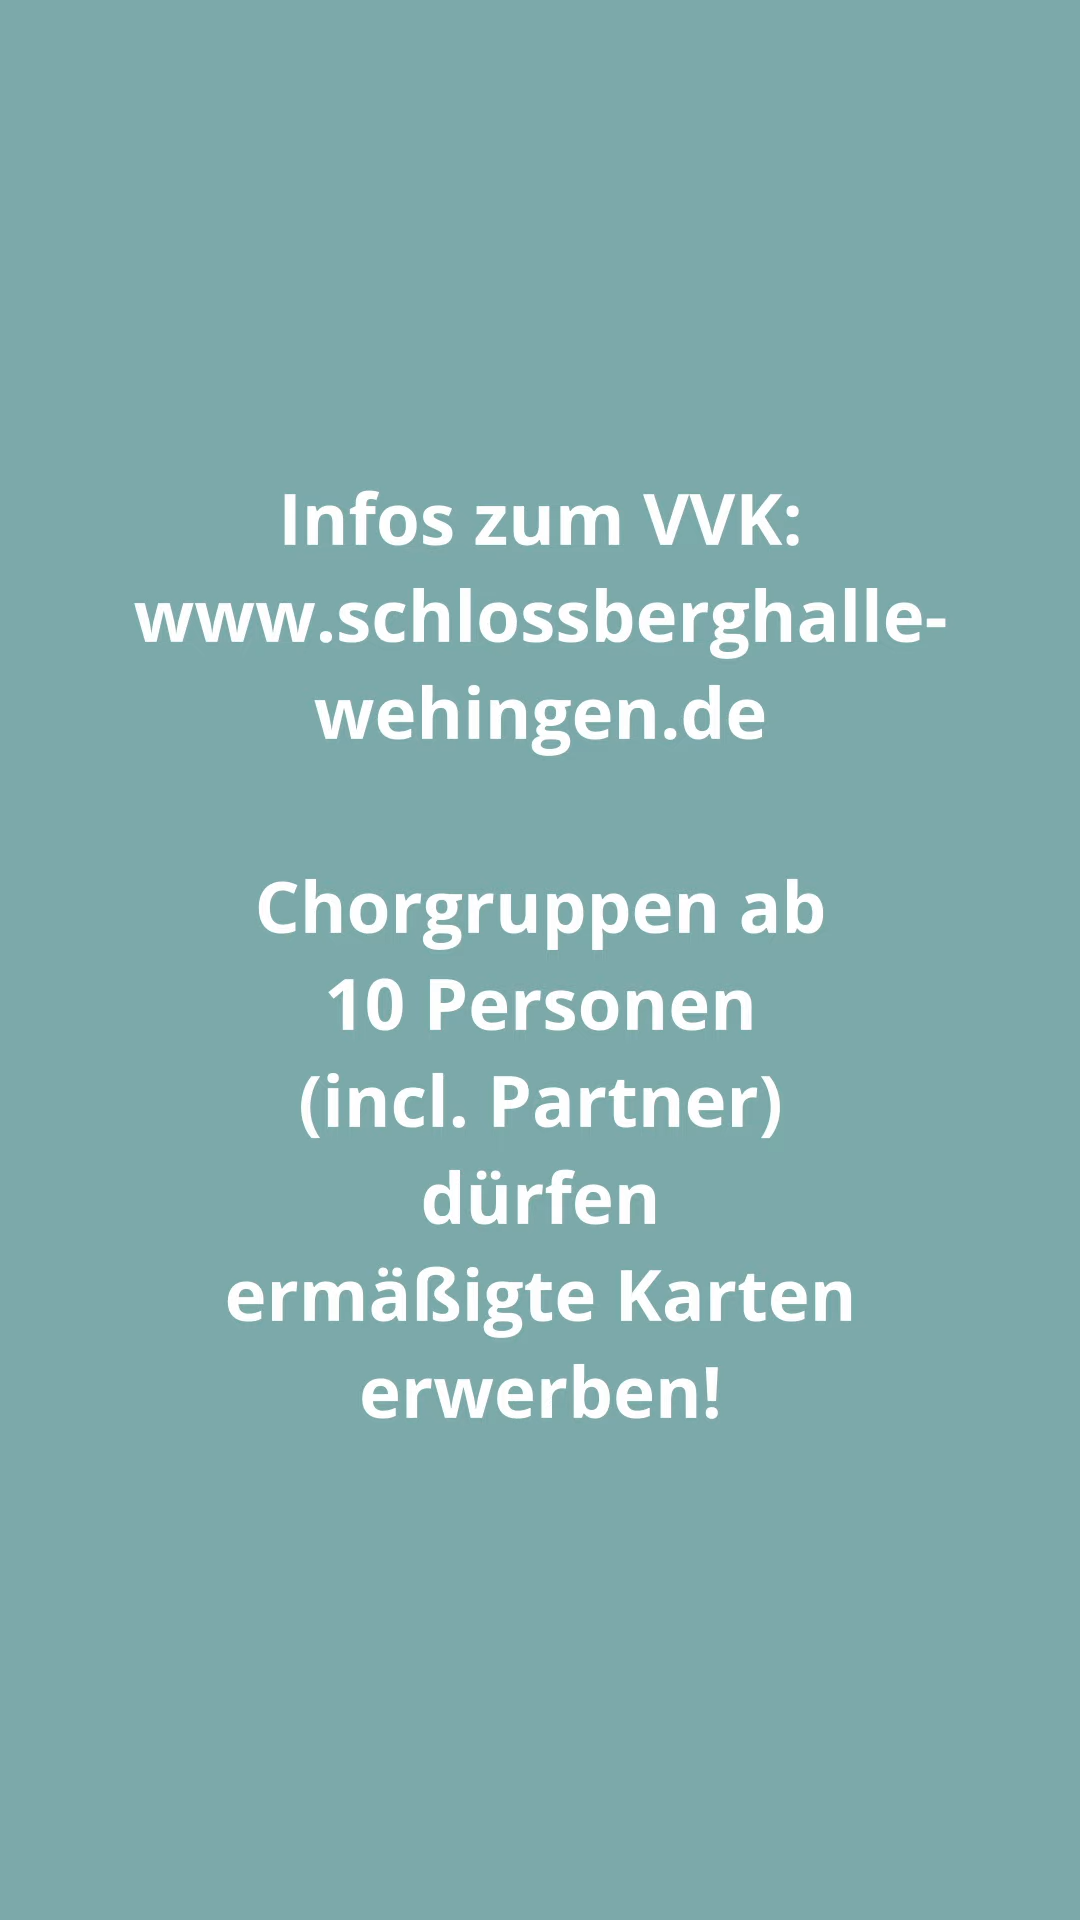 Infos zum VVK:
www.schlossberghalle-
wehingen.de
Chorgruppen ab
10 Personen
(incl. Partner)
dürfen
ermäßigte Karten
erwerben!